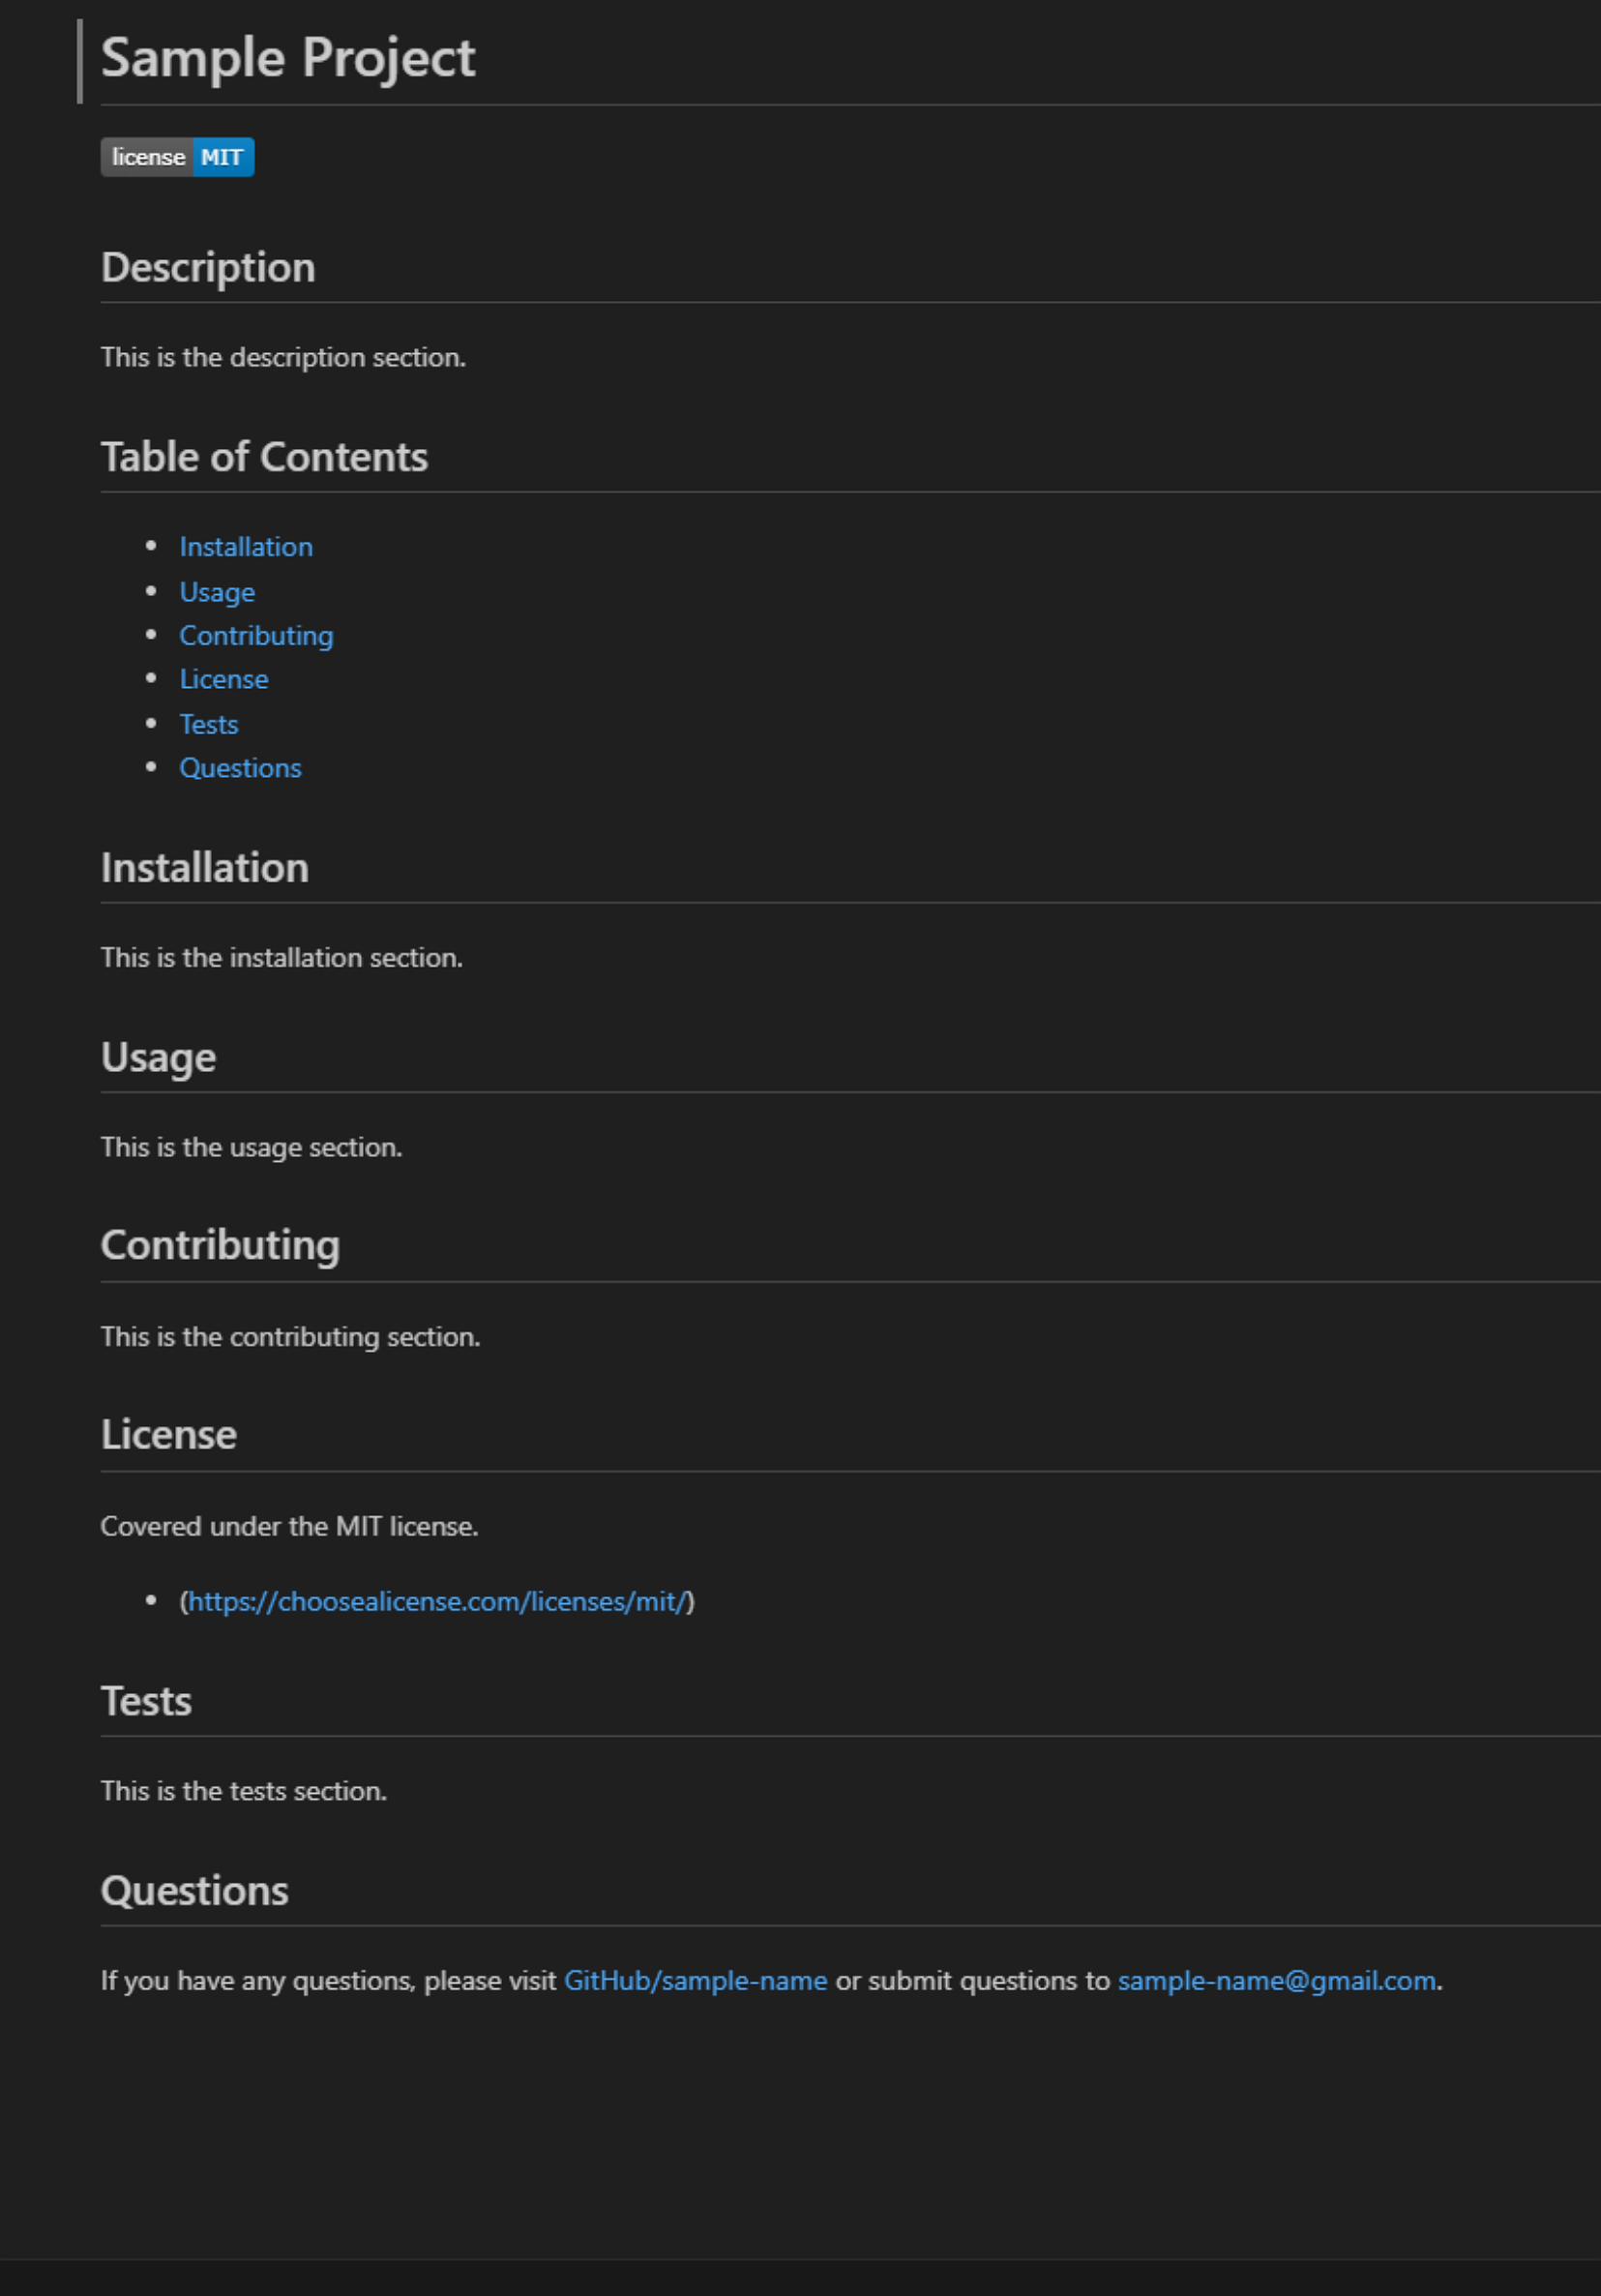 Sample Project
license MIT
Description
This is the description section.
Table of Contents
• Installation
• Usage
• Contributing
• License
• Tests
• Questions
Installation
This is the installation section.
Usage
This is the usage section.
Contributing
This is the contributing section.
License
Covered under the MIT license.
• (https://choosealicense.com/licenses/mit/)
Tests
This is the tests section.
Questions
If you have any questions, please visit GitHub/sample-name or submit questions to sample-name@gmail.com.